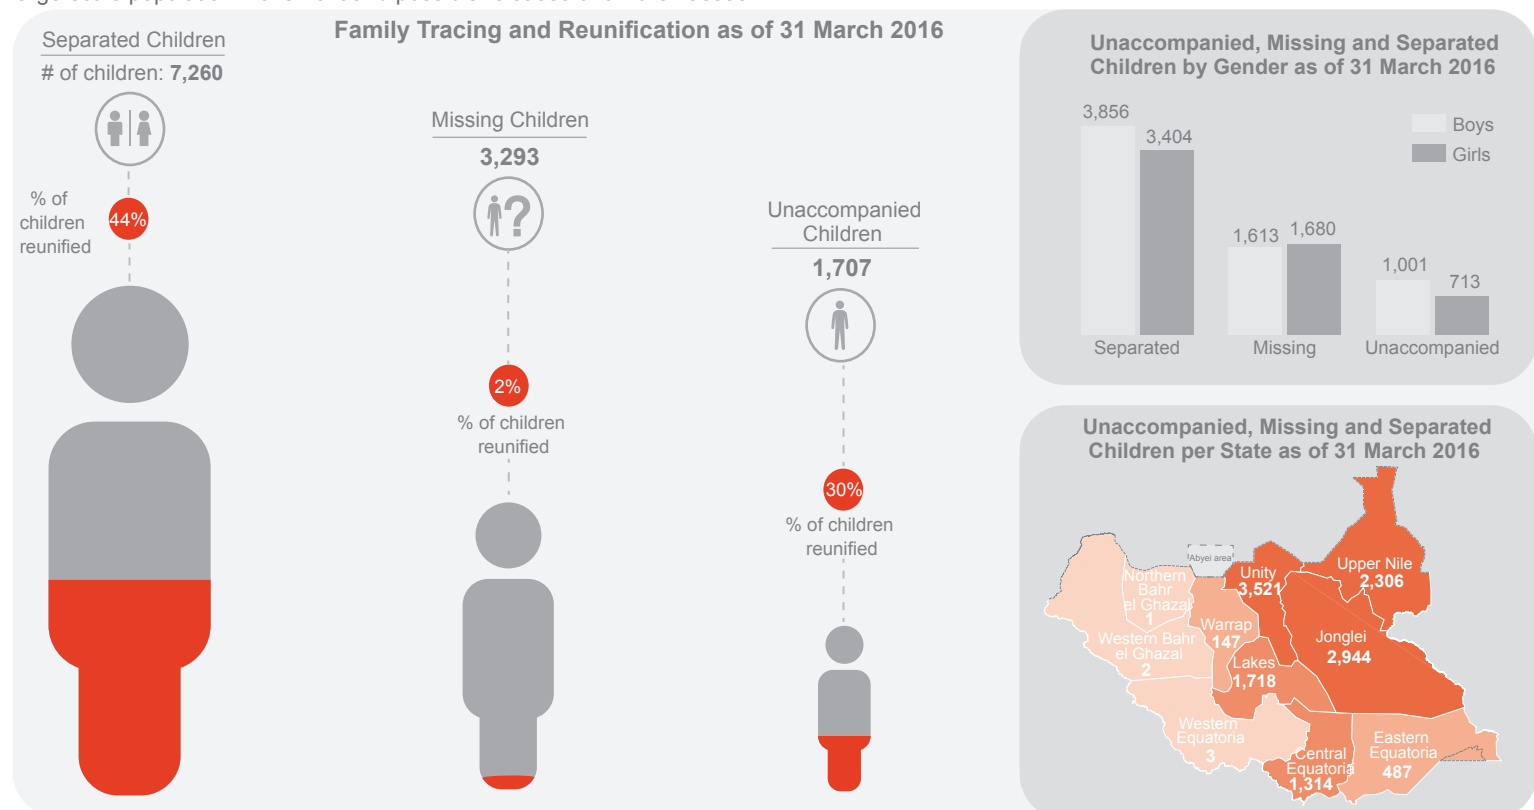 Family Tracing and Reunification as of 31 March 2016
Separated Children
# of children: 7,260
% of
children
reunified
44%
Missing Children
3,293
2%
% of children
reunified
Unaccompanied
Children
1,707
30%
% of children
reunified
Unaccompanied, Missing and Separated
Children by Gender as of 31 March 2016
Boys
Girls
3,856
3,404
1,613
1,680
1,001
713
Separated
Missing
Unaccompanied
Unaccompanied, Missing and Separated
Children per State as of 31 March 2016
Abyei area
Northern
Bahr
el Ghazal
1
Unity
3,521
Upper Nile
2,306
Warrap
147
Jonglei
2,944
Western Bahr
el Ghazal
2
Lakes
1,718
Western
Equatoria
3
Central
Equatoria
1,314
Eastern
Equatoria
487